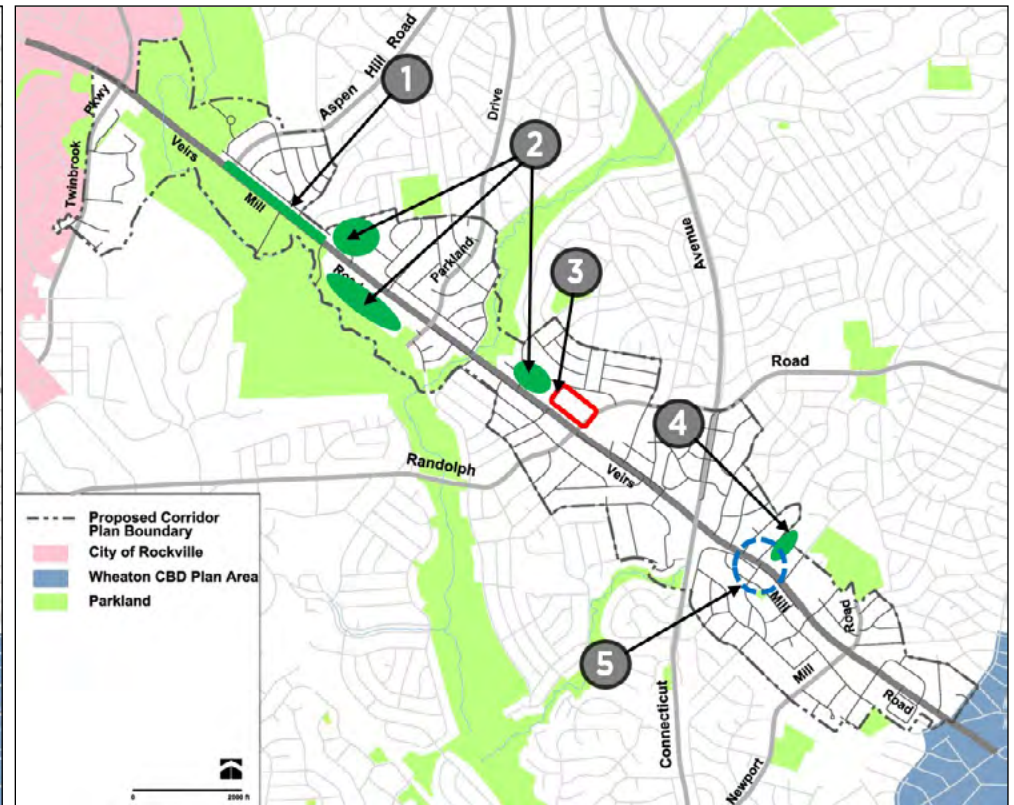 Aspen Hill Road
1
Drive
Pkwy
2
Veirs
Twinbrook
Mill
Avenue
Road
Parkland
3
Road
4
Randolph
Veirs
Proposed Corridor
Plan Boundary
City of Rockville
Wheaton CBD Plan Area
Parkland
Mill
Road
5
Mill
Connecticut
Road
Newport
0 2000 ft